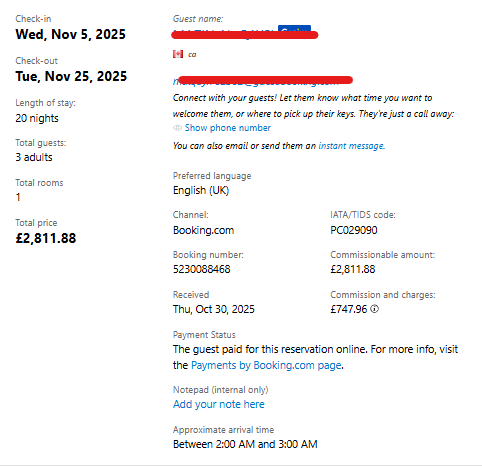 Check-in
Wed, Nov 5, 2025
Check-out
Tue, Nov 25, 2025
Length of stay:
20 nights
Total guests:
3 adults
Total rooms
1
Total price
£2,811.88
Guest name:
ca
Connect with your guests! Let them know what time you want to
welcome them, or where to pick up their keys. They're just a call away:
Show phone number
You can also email or send them an instant message.
Preferred language
English (UK)
Channel:
Booking.com
IATA/TIDS code:
PC029090
Booking number:
5230088468
Commissionable amount:
£2,811.88
Received
Thu, Oct 30, 2025
Commission and charges:
£747.96
Payment Status
The guest paid for this reservation online. For more info, visit
the Payments by Booking.com page.
Notepad (internal only)
Add your note here
Approximate arrival time
Between 2:00 AM and 3:00 AM